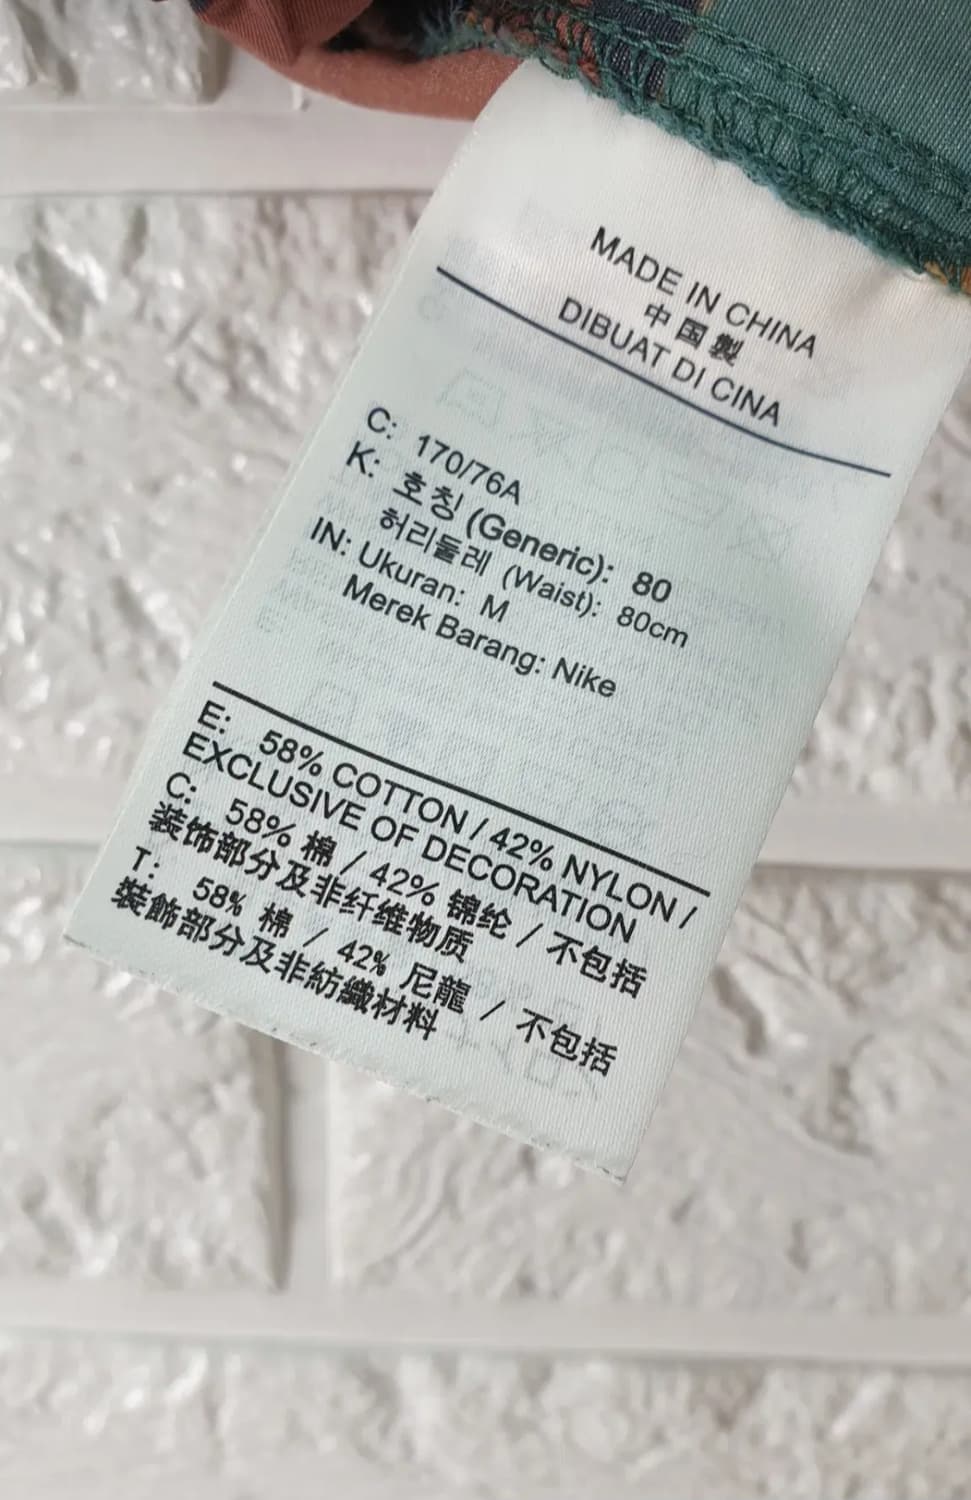 MADE IN CHINA
中国製
DIBUAT DI CINA
C: 170/76A
K: 호칭 (Generic): 80
허리둘레 (Waist): 80cm
IN: Ukuran: M
Merek Barang: Nike
E: 58% COTTON / 42% NYLON /
EXCLUSIVE OF DECORATION
C: 58% 棉 / 42% 锦纶 / 不包括
装饰部分及非纤维物质
T: 58% 棉 / 42% 尼龍 / 不包括
裝飾部分及非紡織材料